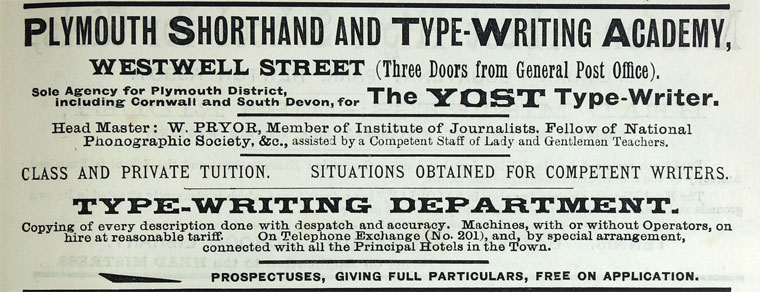 PLYMOUTH SHORTHAND AND TYPE-WRITING ACADEMY,
WESTWELL STREET (Three Doors from General Post Office).
Sole Agency for Plymouth District,
including Cornwall and South Devon, for The YOST Type-Writer.
Head Master: W. PRYOR, Member of Institute of Journalists, Fellow of National
Phonographic Society, &c., assisted by a Competent Staff of Lady and Gentlemen Teachers.
CLASS AND PRIVATE TUITION. SITUATIONS OBTAINED FOR COMPETENT WRITERS.
TYPE-WRITING DEPARTMENT.
Copying of every description done with despatch and accuracy. Machines, with or without Operators, on
hire at reasonable tariff. On Telephone Exchange (No. 201), and, by special arrangement,
connected with all the Principal Hotels in the Town.
PROSPECTUSES, GIVING FULL PARTICULARS, FREE ON APPLICATION.